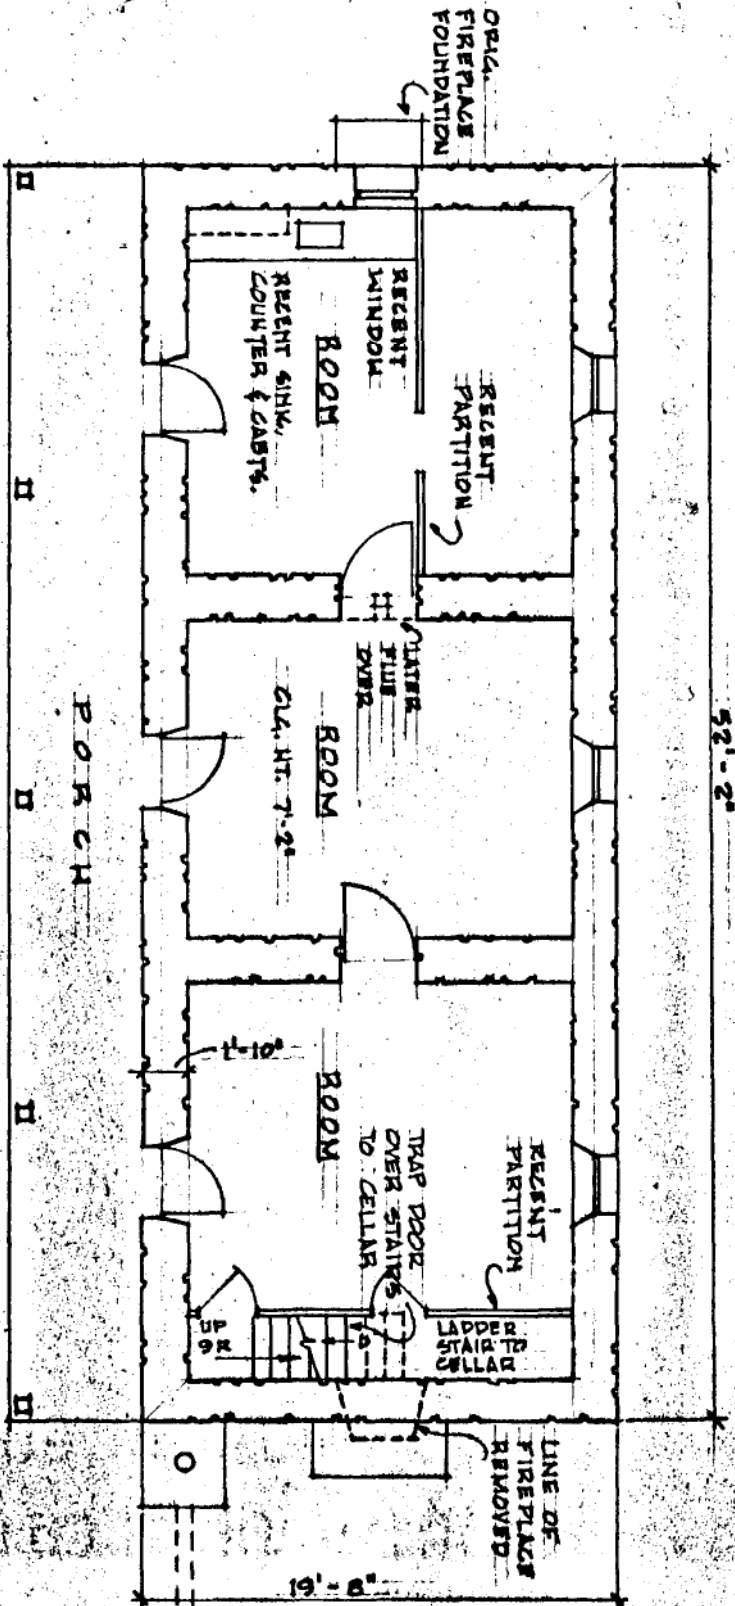 ORIG.
FIREPLACE
FOUNDATION
RECENT
WINDOW
ROOM
RECENT SINK,
COUNTER & CABTS.
RECENT
PARTITION
52'-2"
LATER
FLUE
OVER
ROOM
CLG. HT. 7'-2"
PORCH
1'-10"
ROOM
TRAP DOOR
OVER STAIRS
TO CELLAR
RECENT
PARTITION
UP
9R
LADDER
STAIR TO
CELLAR
LINE OF
FIREPLACE
REMOVED
19'-8"